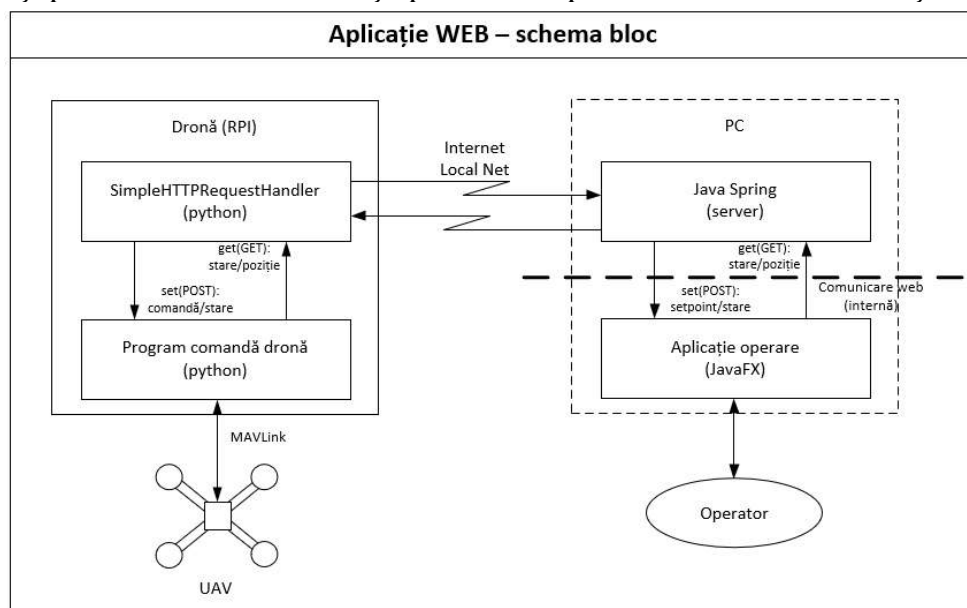 Aplicație WEB – schema bloc
Dronă (RPI)
SimpleHTTPRequestHandler
(python)
get(GET):
stare/poziție
set(POST):
comandă/stare
Program comandă dronă
(python)
MAVLink
UAV
Internet
Local Net
PC
Java Spring
(server)
get(GET):
stare/poziție
set(POST):
setpoint/stare
Comunicare web
(internă)
Aplicație operare
(JavaFX)
Operator